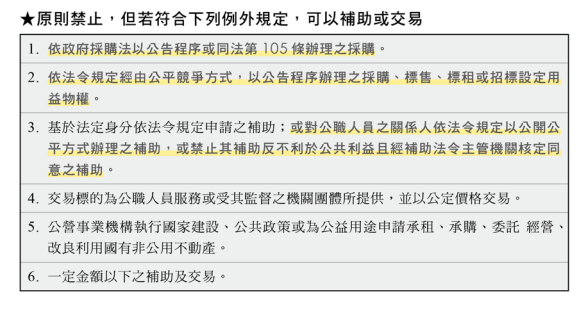 ★原則禁止，但若符合下列例外規定，可以補助或交易
1. 依政府採購法以公告程序或同法第 105 條辦理之採購。
2. 依法令規定經由公平競爭方式，以公告程序辦理之採購、標售、標租或招標設定用
益物權。
3. 基於法定身分依法令規定申請之補助；或對公職人員之關係人依法令規定以公開公
平方式辦理之補助，或禁止其補助反不利於公共利益且經補助法令主管機關核定同
意之補助。
4. 交易標的為公職人員服務或受其監督之機關團體所提供，並以公定價格交易。
5. 公營事業機構執行國家建設、公共政策或為公益用途申請承租、承購、委託 經營、
改良利用國有非公用不動產。
6. 一定金額以下之補助及交易。